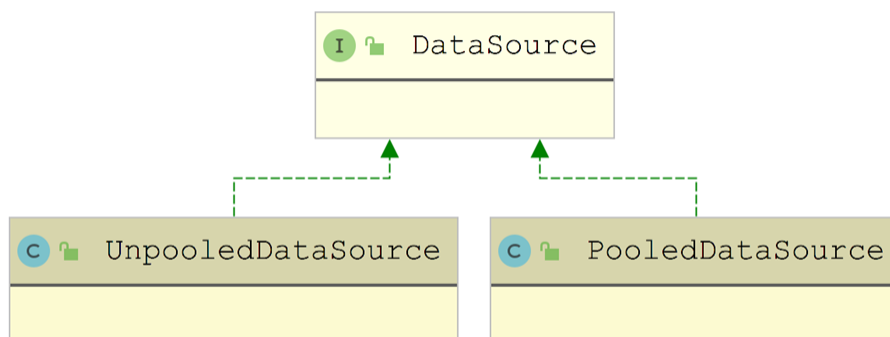 I DataSource
C UnpooledDataSource
C PooledDataSource